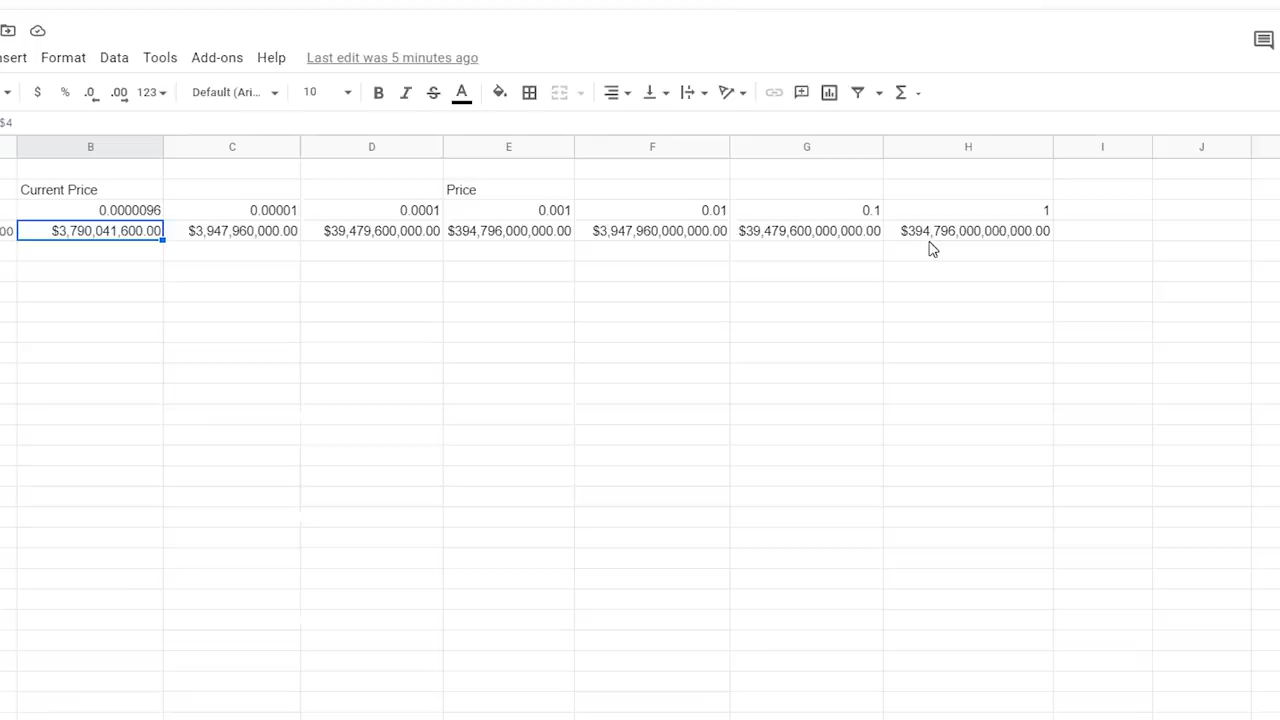 nsert Format Data Tools Add-ons Help Last edit was 5 minutes ago
$ % .0 .00 123 Default (Ari... 10 B I S A Σ
$4
B C D E F G H I J
Current Price Price
0.0000096 0.00001 0.0001 0.001 0.01 0.1 1
00 $3,790,041,600.00 $3,947,960,000.00 $39,479,600,000.00 $394,796,000,000.00 $3,947,960,000,000.00 $39,479,600,000,000.00 $394,796,000,000,000.00